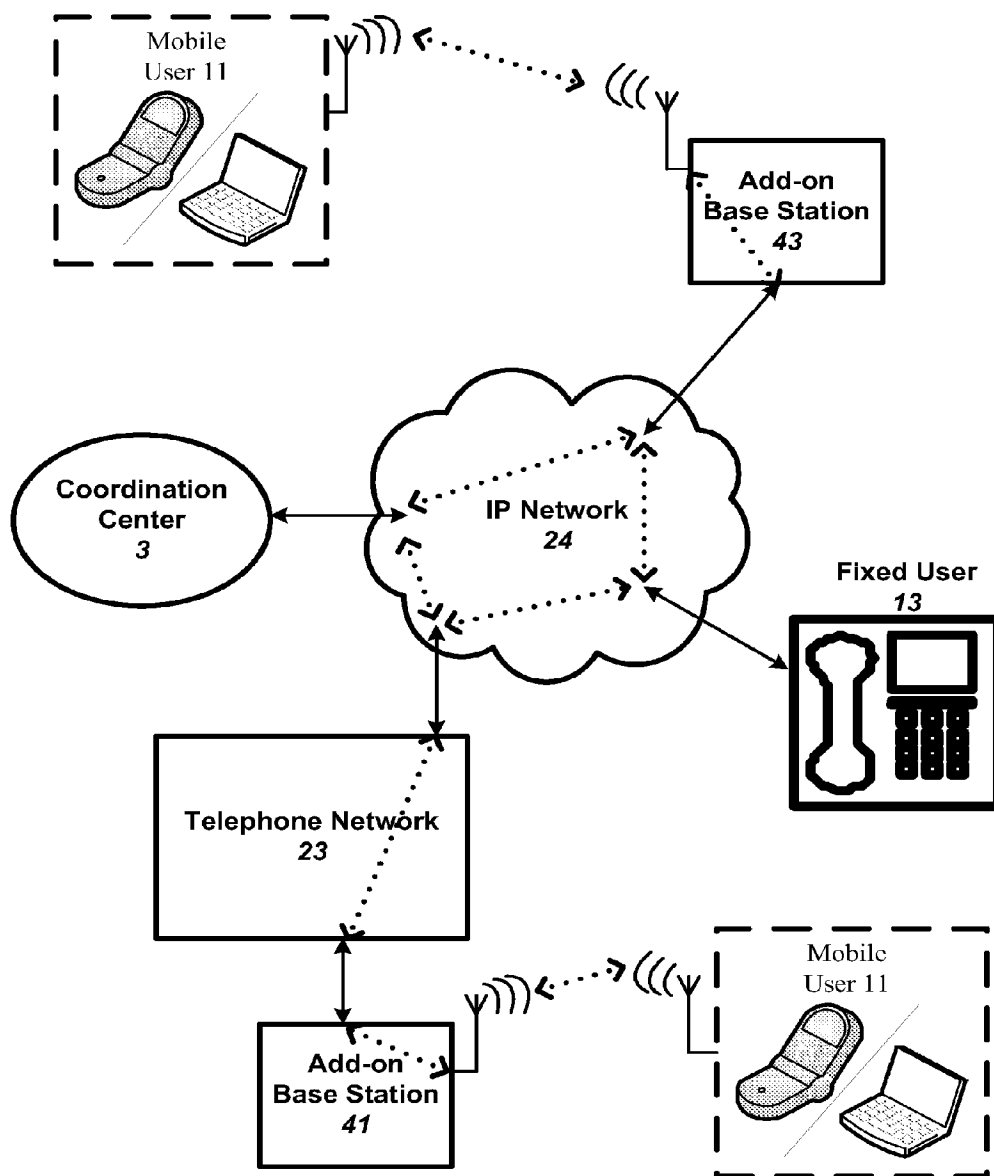 Mobile
User 11
Add-on
Base Station
43
Coordination
Center
3
IP Network
24
Fixed User
13
Telephone Network
23
Mobile
User 11
Add-on
Base Station
41